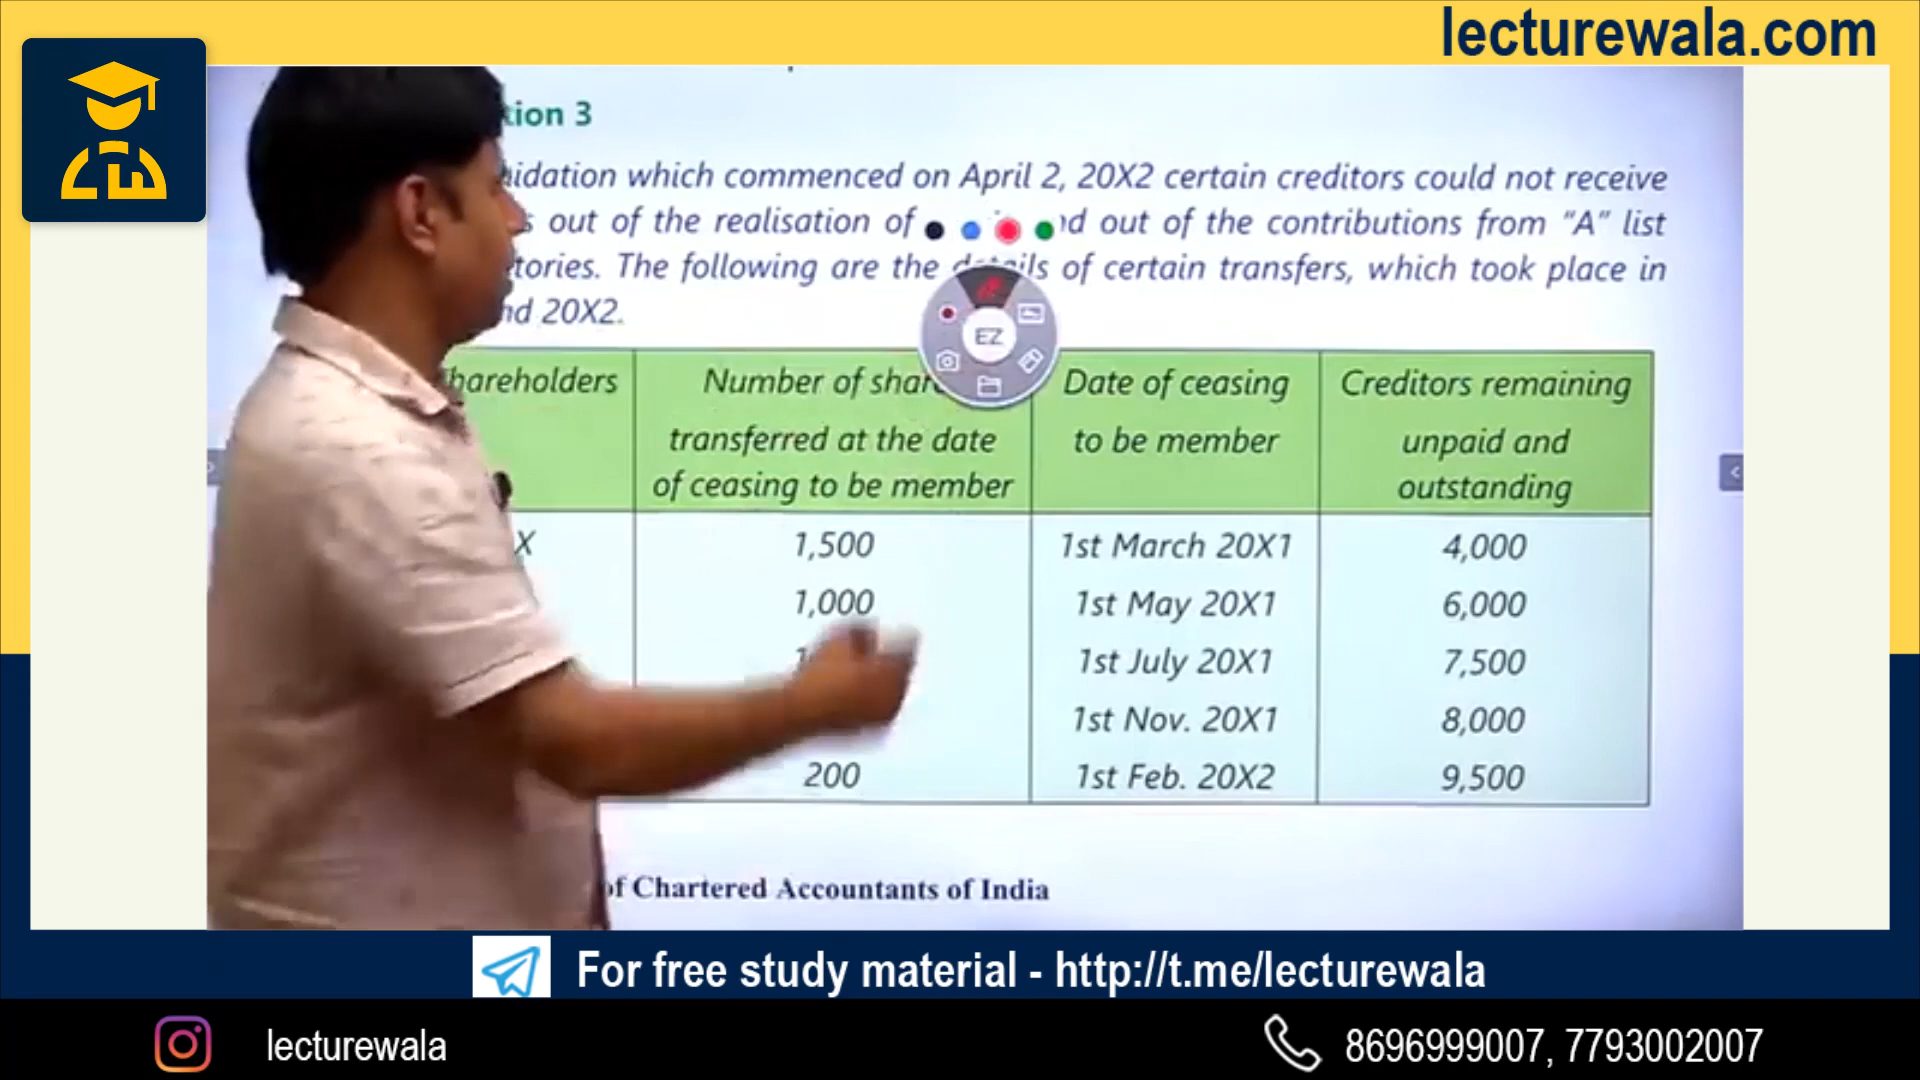 lecturewala.com
tion 3
idation which commenced on April 2, 20X2 certain creditors could not receive
s out of the realisation of nd out of the contributions from “A” list
tories. The following are the details of certain transfers, which took place in
nd 20X2.
hareholders Number of shar Date of ceasing Creditors remaining
transferred at the date to be member unpaid and
of ceasing to be member outstanding
EZ
X 1,500 1st March 20X1 4,000
1,000 1st May 20X1 6,000
1st July 20X1 7,500
1st Nov. 20X1 8,000
200 1st Feb. 20X2 9,500
of Chartered Accountants of India
For free study material - http://t.me/lecturewala
lecturewala
8696999007, 7793002007